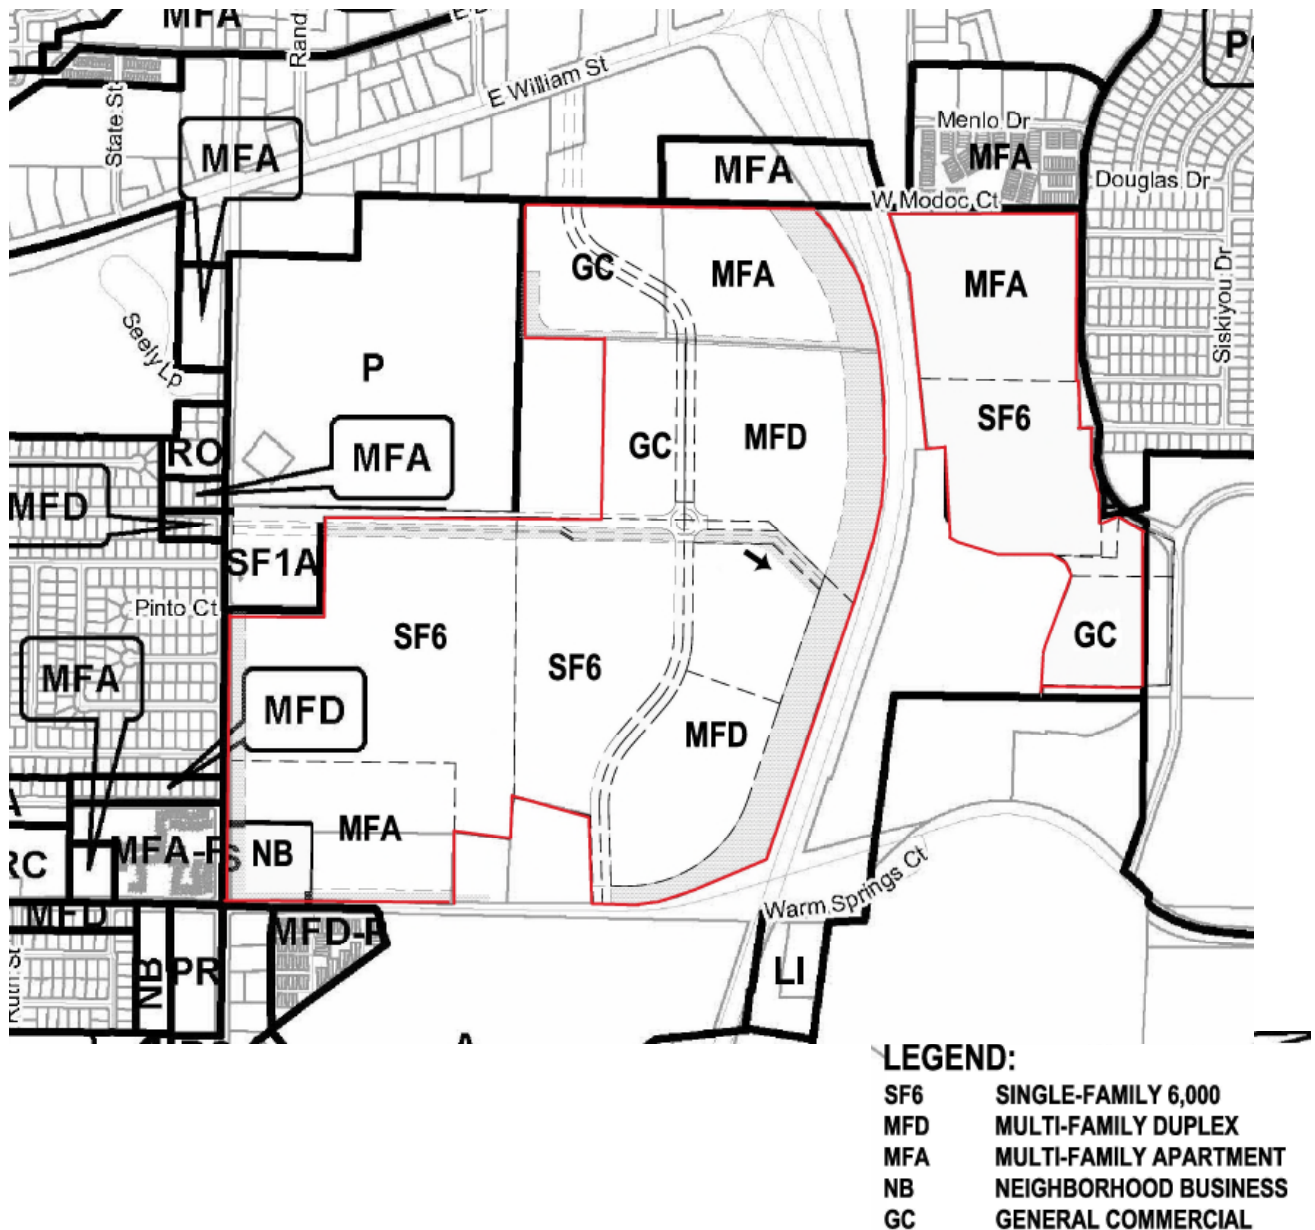 MFA
Rand
E William St
State St
MFA
MFA
Menlo Dr
MFA
Douglas Dr
W Modoc Ct
Siskiyou Dr
GC
MFA
MFA
Seely Lp
P
SF6
RO
MFA
GC
MFD
MFD
SF1A
Pinto Ct
SF6
SF6
GC
MFA
MFD
MFD
MFA
NB
RC
MFD
Warm Springs Ct
NB
PR
LI
Ruth St
LEGEND:
SF6 SINGLE-FAMILY 6,000
MFD MULTI-FAMILY DUPLEX
MFA MULTI-FAMILY APARTMENT
NB NEIGHBORHOOD BUSINESS
GC GENERAL COMMERCIAL